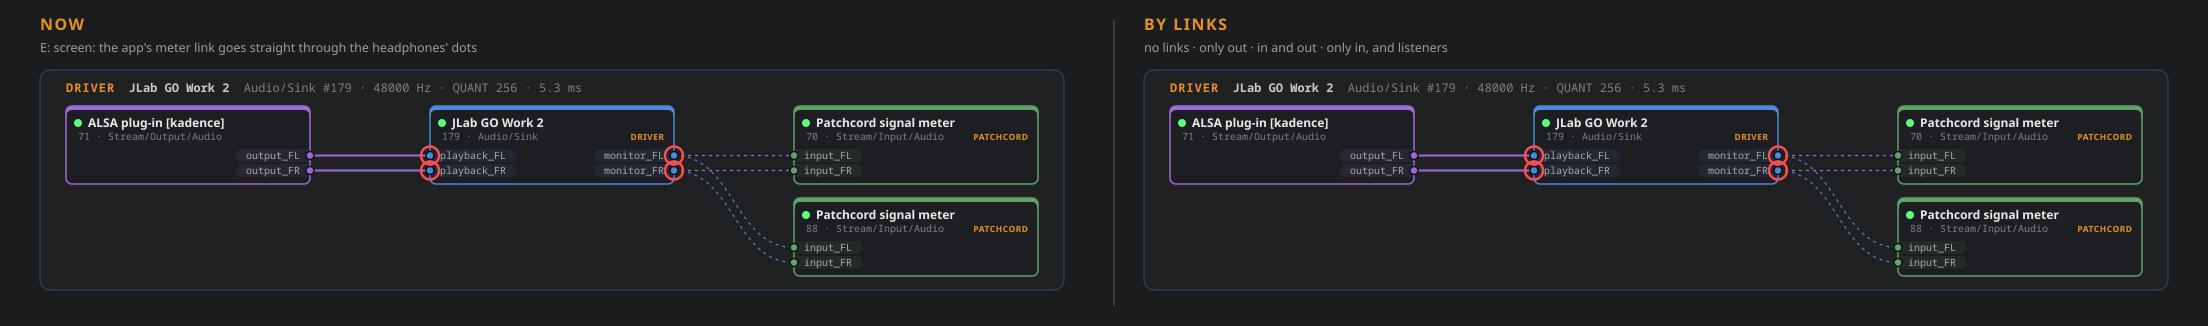 NOW
E: screen: the app's meter link goes straight through the headphones' dots
DRIVER JLab GO Work 2 Audio/Sink #179 · 48000 Hz · QUANT 256 · 5.3 ms
ALSA plug-in [kadence]
71 · Stream/Output/Audio
output_FL
output_FR
JLab GO Work 2
179 · Audio/Sink DRIVER
playback_FL monitor_FL
playback_FR monitor_FR
Patchcord signal meter
70 · Stream/Input/Audio PATCHCORD
input_FL
input_FR
Patchcord signal meter
88 · Stream/Input/Audio PATCHCORD
input_FL
input_FR
BY LINKS
no links · only out · in and out · only in, and listeners
DRIVER JLab GO Work 2 Audio/Sink #179 · 48000 Hz · QUANT 256 · 5.3 ms
ALSA plug-in [kadence]
71 · Stream/Output/Audio
output_FL
output_FR
JLab GO Work 2
179 · Audio/Sink DRIVER
playback_FL monitor_FL
playback_FR monitor_FR
Patchcord signal meter
70 · Stream/Input/Audio PATCHCORD
input_FL
input_FR
Patchcord signal meter
88 · Stream/Input/Audio PATCHCORD
input_FL
input_FR